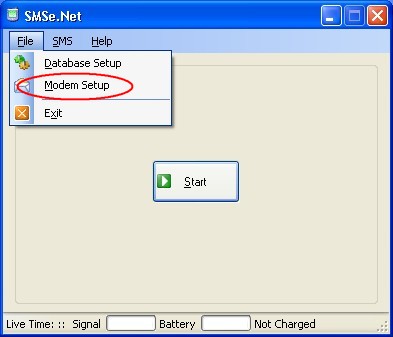 SMSe.Net
File SMS Help
Database Setup
Modem Setup
Exit
Start
Live Time: :: Signal Battery Not Charged